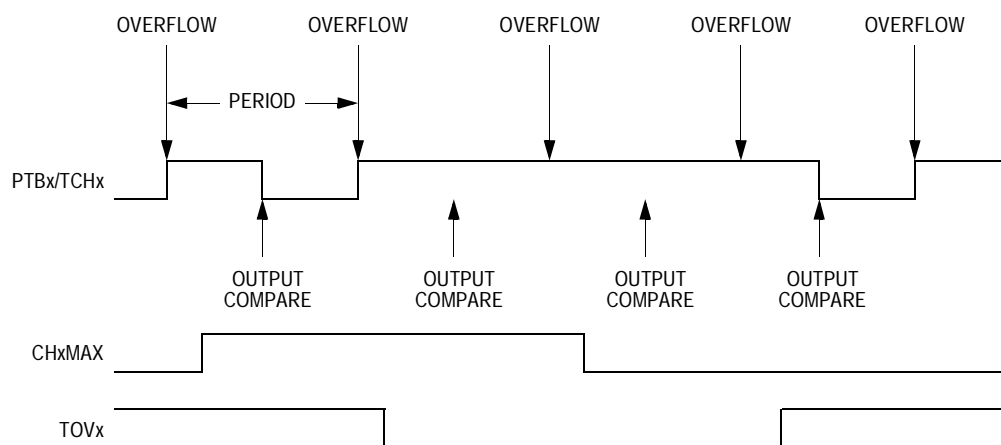 OVERFLOW OVERFLOW OVERFLOW OVERFLOW OVERFLOW
PERIOD
PTBx/TCHx
OUTPUT OUTPUT OUTPUT OUTPUT
COMPARE COMPARE COMPARE COMPARE
CHxMAX
TOVx